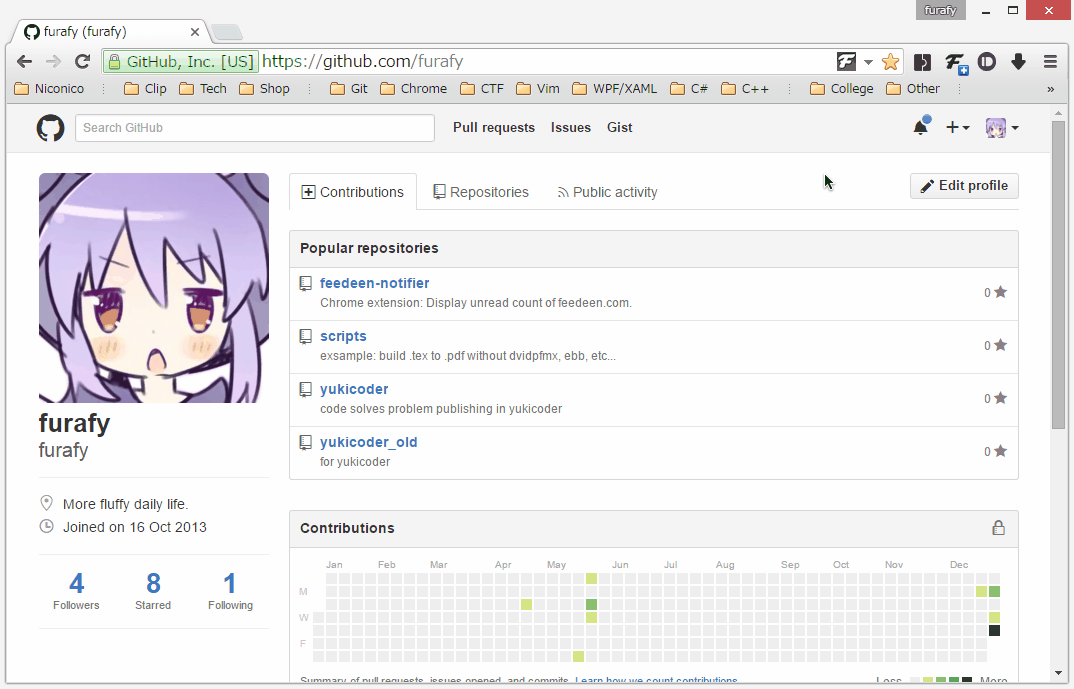 furafy
furafy (furafy)
GitHub, Inc. [US] https://github.com/furafy
Niconico Clip Tech Shop Git Chrome CTF Vim WPF/XAML C# C++ College Other »
Search GitHub Pull requests Issues Gist
Contributions Repositories Public activity Edit profile
Popular repositories
feedeen-notifier
Chrome extension: Display unread count of feedeen.com.
0
scripts
exsample: build .tex to .pdf without dvidpfmx, ebb, etc...
0
yukicoder
code solves problem publishing in yukicoder
0
yukicoder_old
for yukicoder
0
furafy
furafy
More fluffy daily life.
Joined on 16 Oct 2013
4 8 1
Followers Starred Following
Contributions
Jan Feb Mar Apr May Jun Jul Aug Sep Oct Nov Dec
M
W
F
Summary of pull requests, issues opened, and commits. Learn how we count contributions. Less More